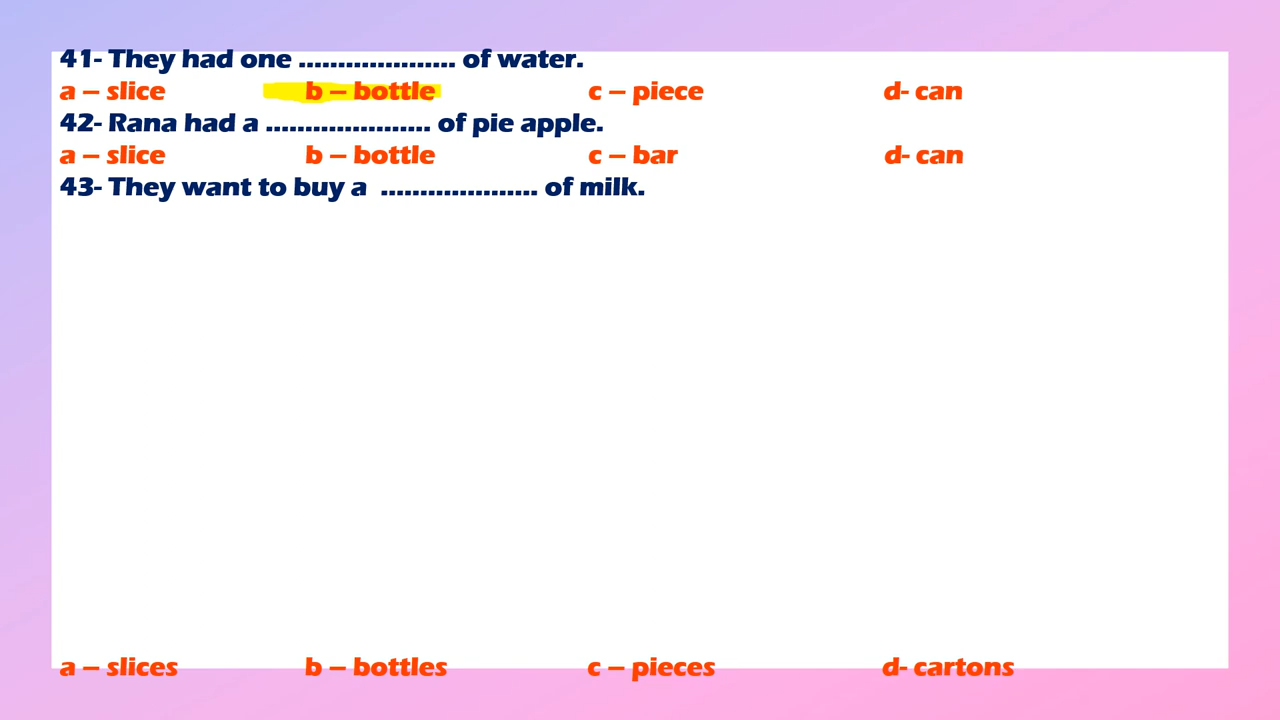 41- They had one .................... of water.
a – slice b – bottle c – piece d- can
42- Rana had a ..................... of pie apple.
a – slice b – bottle c – bar d- can
43- They want to buy a .................... of milk.
a – slices b – bottles c – pieces d- cartons